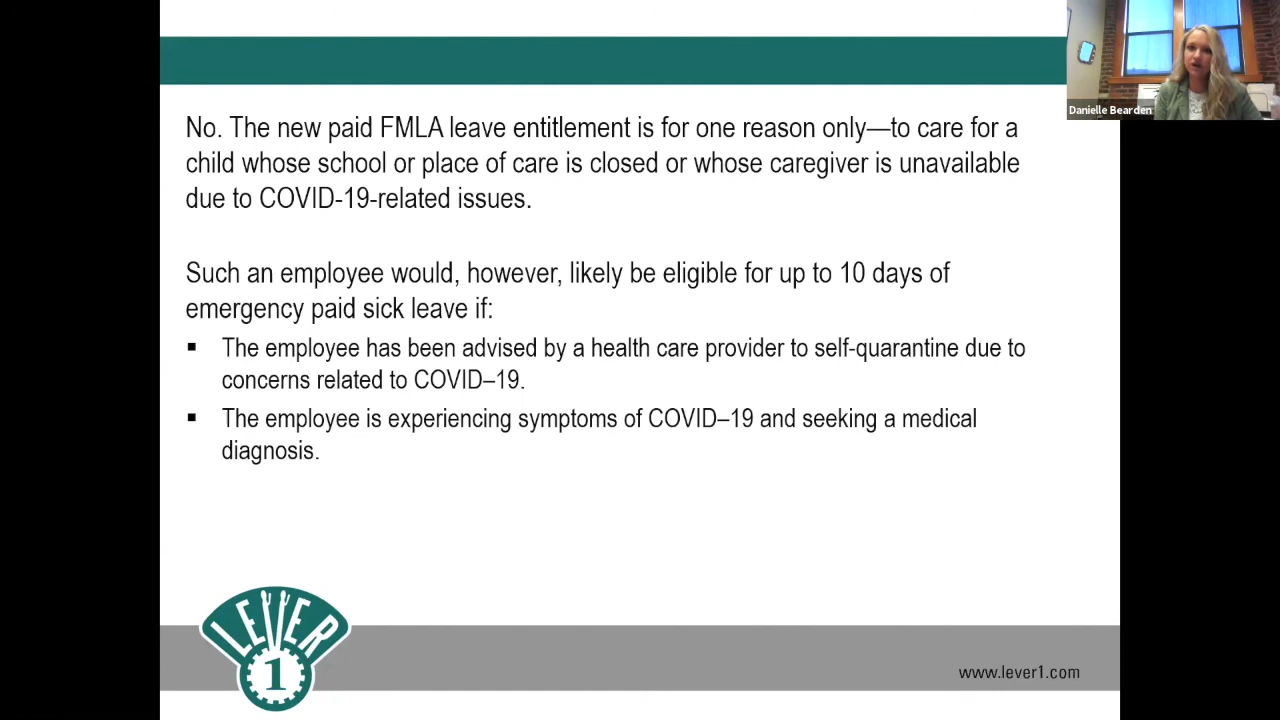 Danielle Bearden
No. The new paid FMLA leave entitlement is for one reason only—to care for a
child whose school or place of care is closed or whose caregiver is unavailable
due to COVID-19-related issues.
Such an employee would, however, likely be eligible for up to 10 days of
emergency paid sick leave if:
▪ The employee has been advised by a health care provider to self-quarantine due to
concerns related to COVID–19.
▪ The employee is experiencing symptoms of COVID–19 and seeking a medical
diagnosis.
LEVER
1
www.lever1.com